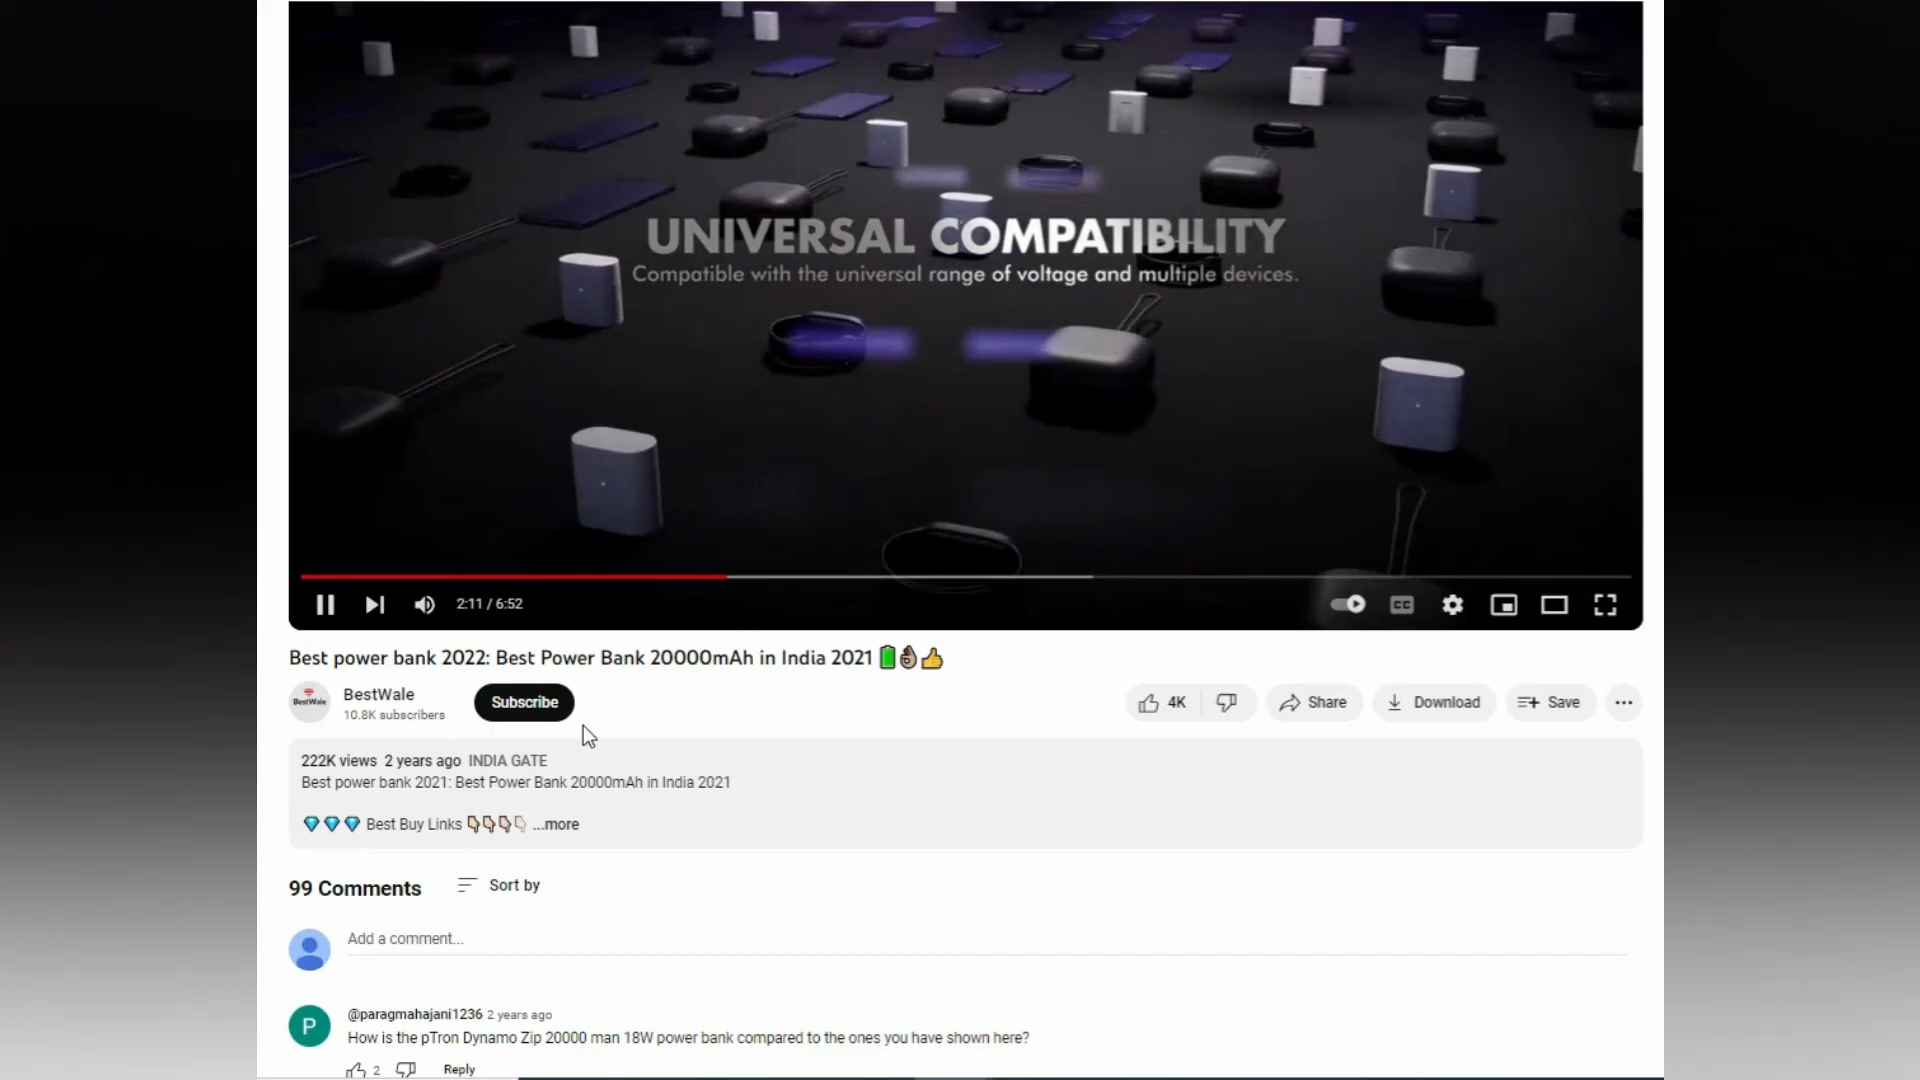 UNIVERSAL COMPATIBILITY
Compatible with the universal range of voltage and multiple devices.
2:11 / 6:52
CC
Best power bank 2022: Best Power Bank 20000mAh in India 2021 🔋👌🏽👍
BestWale
BestWale
10.8K subscribers
Subscribe
4K
Share
Download
Save
222K views 2 years ago INDIA GATE
Best power bank 2021: Best Power Bank 20000mAh in India 2021
💎 💎 💎 Best Buy Links 👇🏻👇🏻👇🏻👇🏻 ...more
99 Comments
Sort by
Add a comment...
P
@paragmahajani1236 2 years ago
How is the pTron Dynamo Zip 20000 man 18W power bank compared to the ones you have shown here?
2
Reply